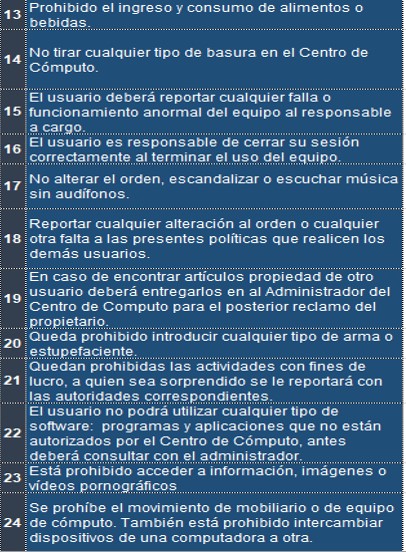 13 Prohibido el ingreso y consumo de alimentos o
bebidas.
14 No tirar cualquier tipo de basura en el Centro de
Cómputo.
15 El usuario deberá reportar cualquier falla o
funcionamiento anormal del equipo al responsable
a cargo.
16 El usuario es responsable de cerrar su sesión
correctamente al terminar el uso del equipo.
17 No alterar el orden, escandalizar o escuchar música
sin audífonos.
18 Reportar cualquier alteración al orden o cualquier
otra falta a las presentes políticas que realicen los
demás usuarios.
19 En caso de encontrar artículos propiedad de otro
usuario deberá entregarlos en al Administrador del
Centro de Computo para el posterior reclamo del
propietario.
20 Queda prohibido introducir cualquier tipo de arma o
estupefaciente.
21 Quedan prohibidas las actividades con fines de
lucro, a quien sea sorprendido se le reportará con
las autoridades correspondientes.
22 El usuario no podrá utilizar cualquier tipo de
software:  programas y aplicaciones que no están
autorizados por el Centro de Cómputo, antes
deberá consultar con el administrador.
23 Está prohibido acceder a información, imágenes o
vídeos pornográficos
24 Se prohíbe el movimiento de mobiliario o de equipo
de cómputo. También está prohibido intercambiar
dispositivos de una computadora a otra.